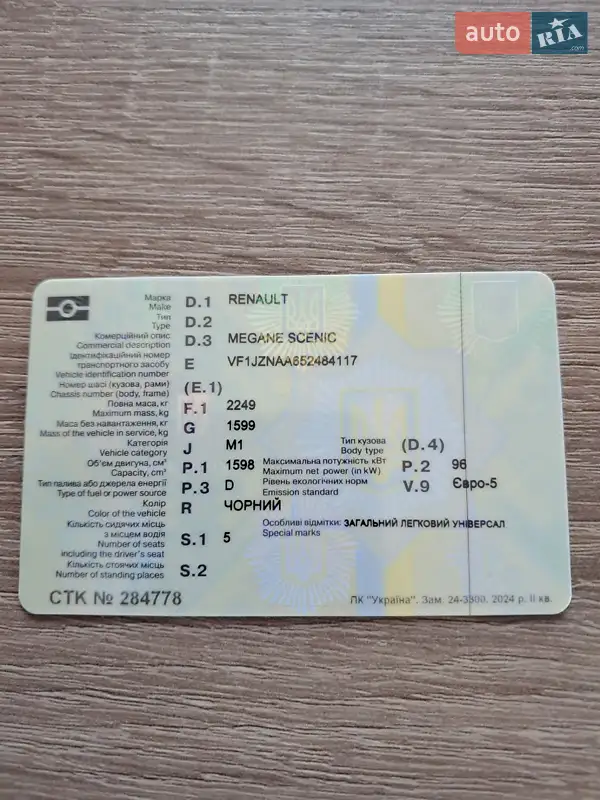 auto RIA .com
Марка
Make D.1 RENAULT
Тип
Type D.2
Комерційний опис
Commercial description D.3 MEGANE SCENIC
Ідентифікаційний номер
транспортного засобу
Vehicle identification number E VF1JZNAA652484117
Номер шасі (кузова, рами)
Chassis number (body, frame) (E.1)
Повна маса, кг
Maximum mass, kg F.1 2249
Маса без навантаження, кг
Mass of the vehicle in service, kg G 1599
Категорія
Vehicle category J M1 Тип кузова
Body type (D.4)
Об'єм двигуна, см³
Capacity, cm³ P.1 1598 Максимальна потужність кВт
Maximum net power (in kW) P.2 96
Тип палива або джерела енергії
Type of fuel or power source P.3 D Рівень екологічних норм
Emission standard V.9 Євро-5
Колір
Color of the vehicle R ЧОРНИЙ
Кількість сидячих місць
з місцем водія
Number of seats
including the driver's seat S.1 5 Особливі відмітки: ЗАГАЛЬНИЙ ЛЕГКОВИЙ УНІВЕРСАЛ
Special marks
Кількість стоячих місць
Number of standing places S.2
СТК № 284778
ПК "Україна". Зам. 24-3300. 2024 р. II кв.